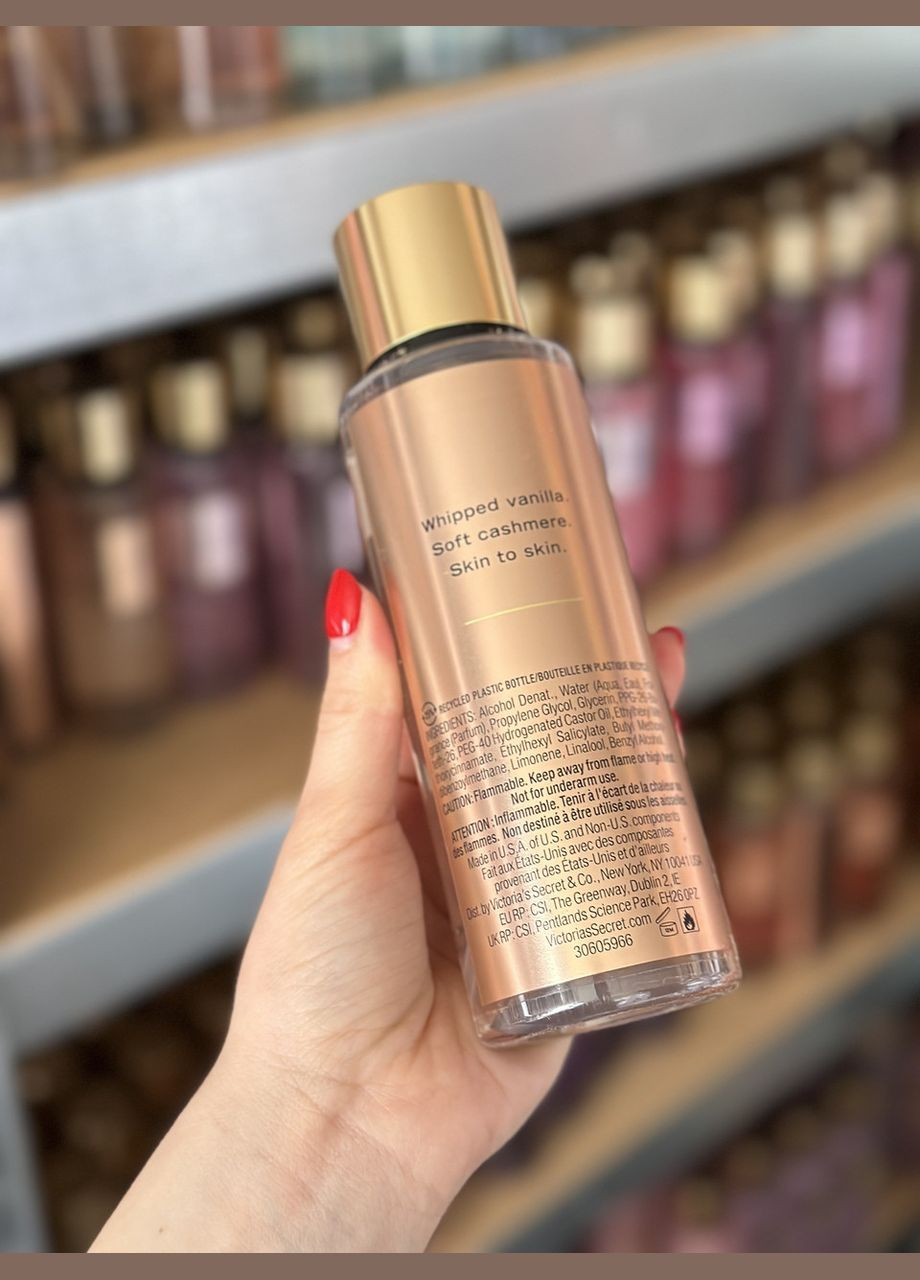 Whipped vanilla.
Soft cashmere.
Skin to skin.
RECYCLED PLASTIC BOTTLE/BOUTEILLE EN PLASTIQUE
INGREDIENTS: Alcohol Denat., Water (Aqua, Eau),
grance (Parfum), Propylene Glycol, Glycerin,
26, PEG-40 Hydrogenated Castor Oil,
Ethylhexyl Salicylate, Butyl
dibenzoylmethane, Limonene, Linalool, Benzyl Alcohol.
CAUTION: Flammable. Keep away from flame or high heat.
Not for underarm use.
ATTENTION : Inflammable. Tenir à l'écart de la chaleur
des flammes. Non destiné à être utilisé sous les aisselles.
Made in U.S.A. of U.S. and Non-U.S. components
Fait aux États-Unis avec des composantes
provenant des États-Unis et d'ailleurs
Dist. by Victoria's Secret & Co., New York, NY 10041 USA
EU RP: CSI, The Greenway, Dublin 2, IE
UK RP: CSI, Pentlands Science Park, EH26 0PZ
VictoriasSecret.com
12M
30605966